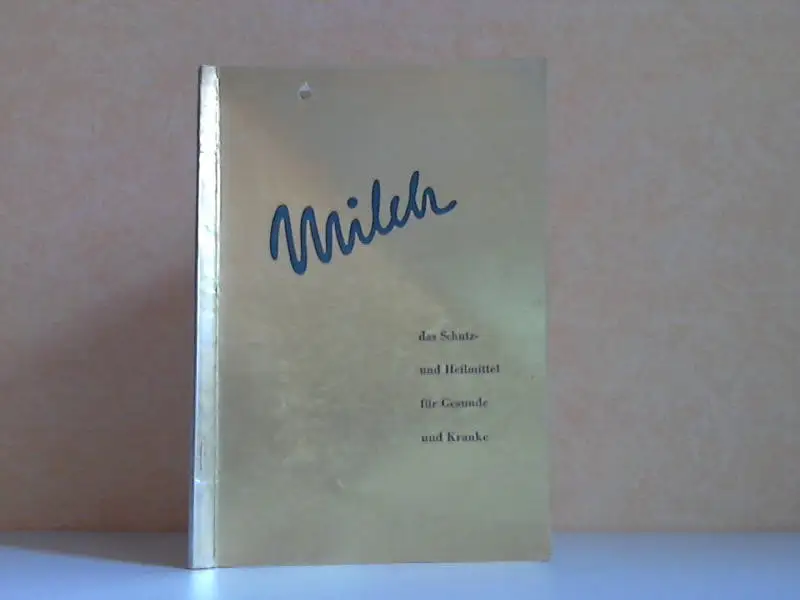 Milch
das Schutz-
und Heilmittel
für Gesunde
und Kranke